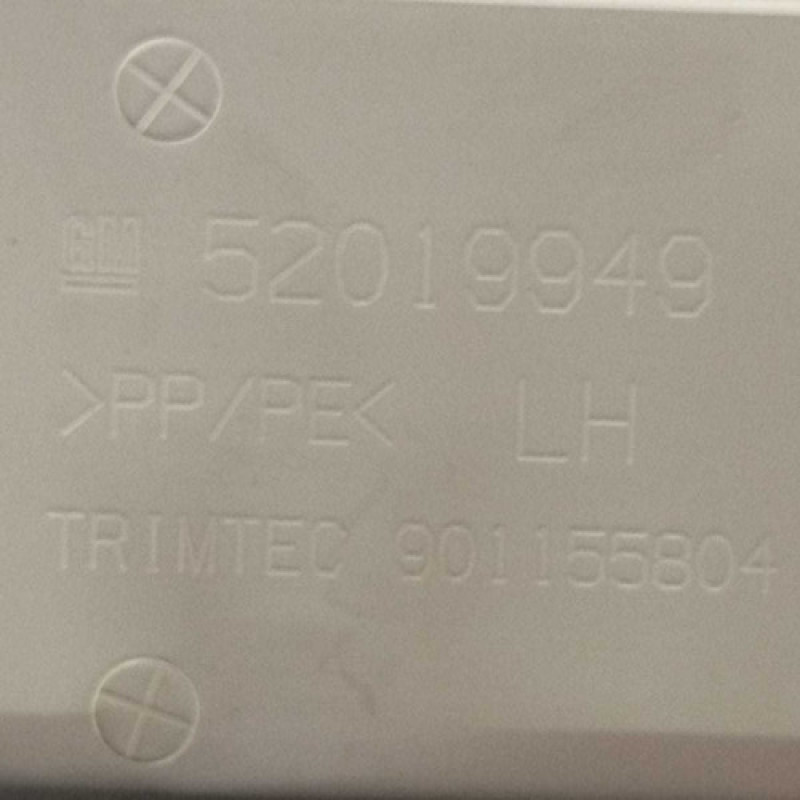 GM 52019949
>PP/PE< LH
TRIMTEC 901155804